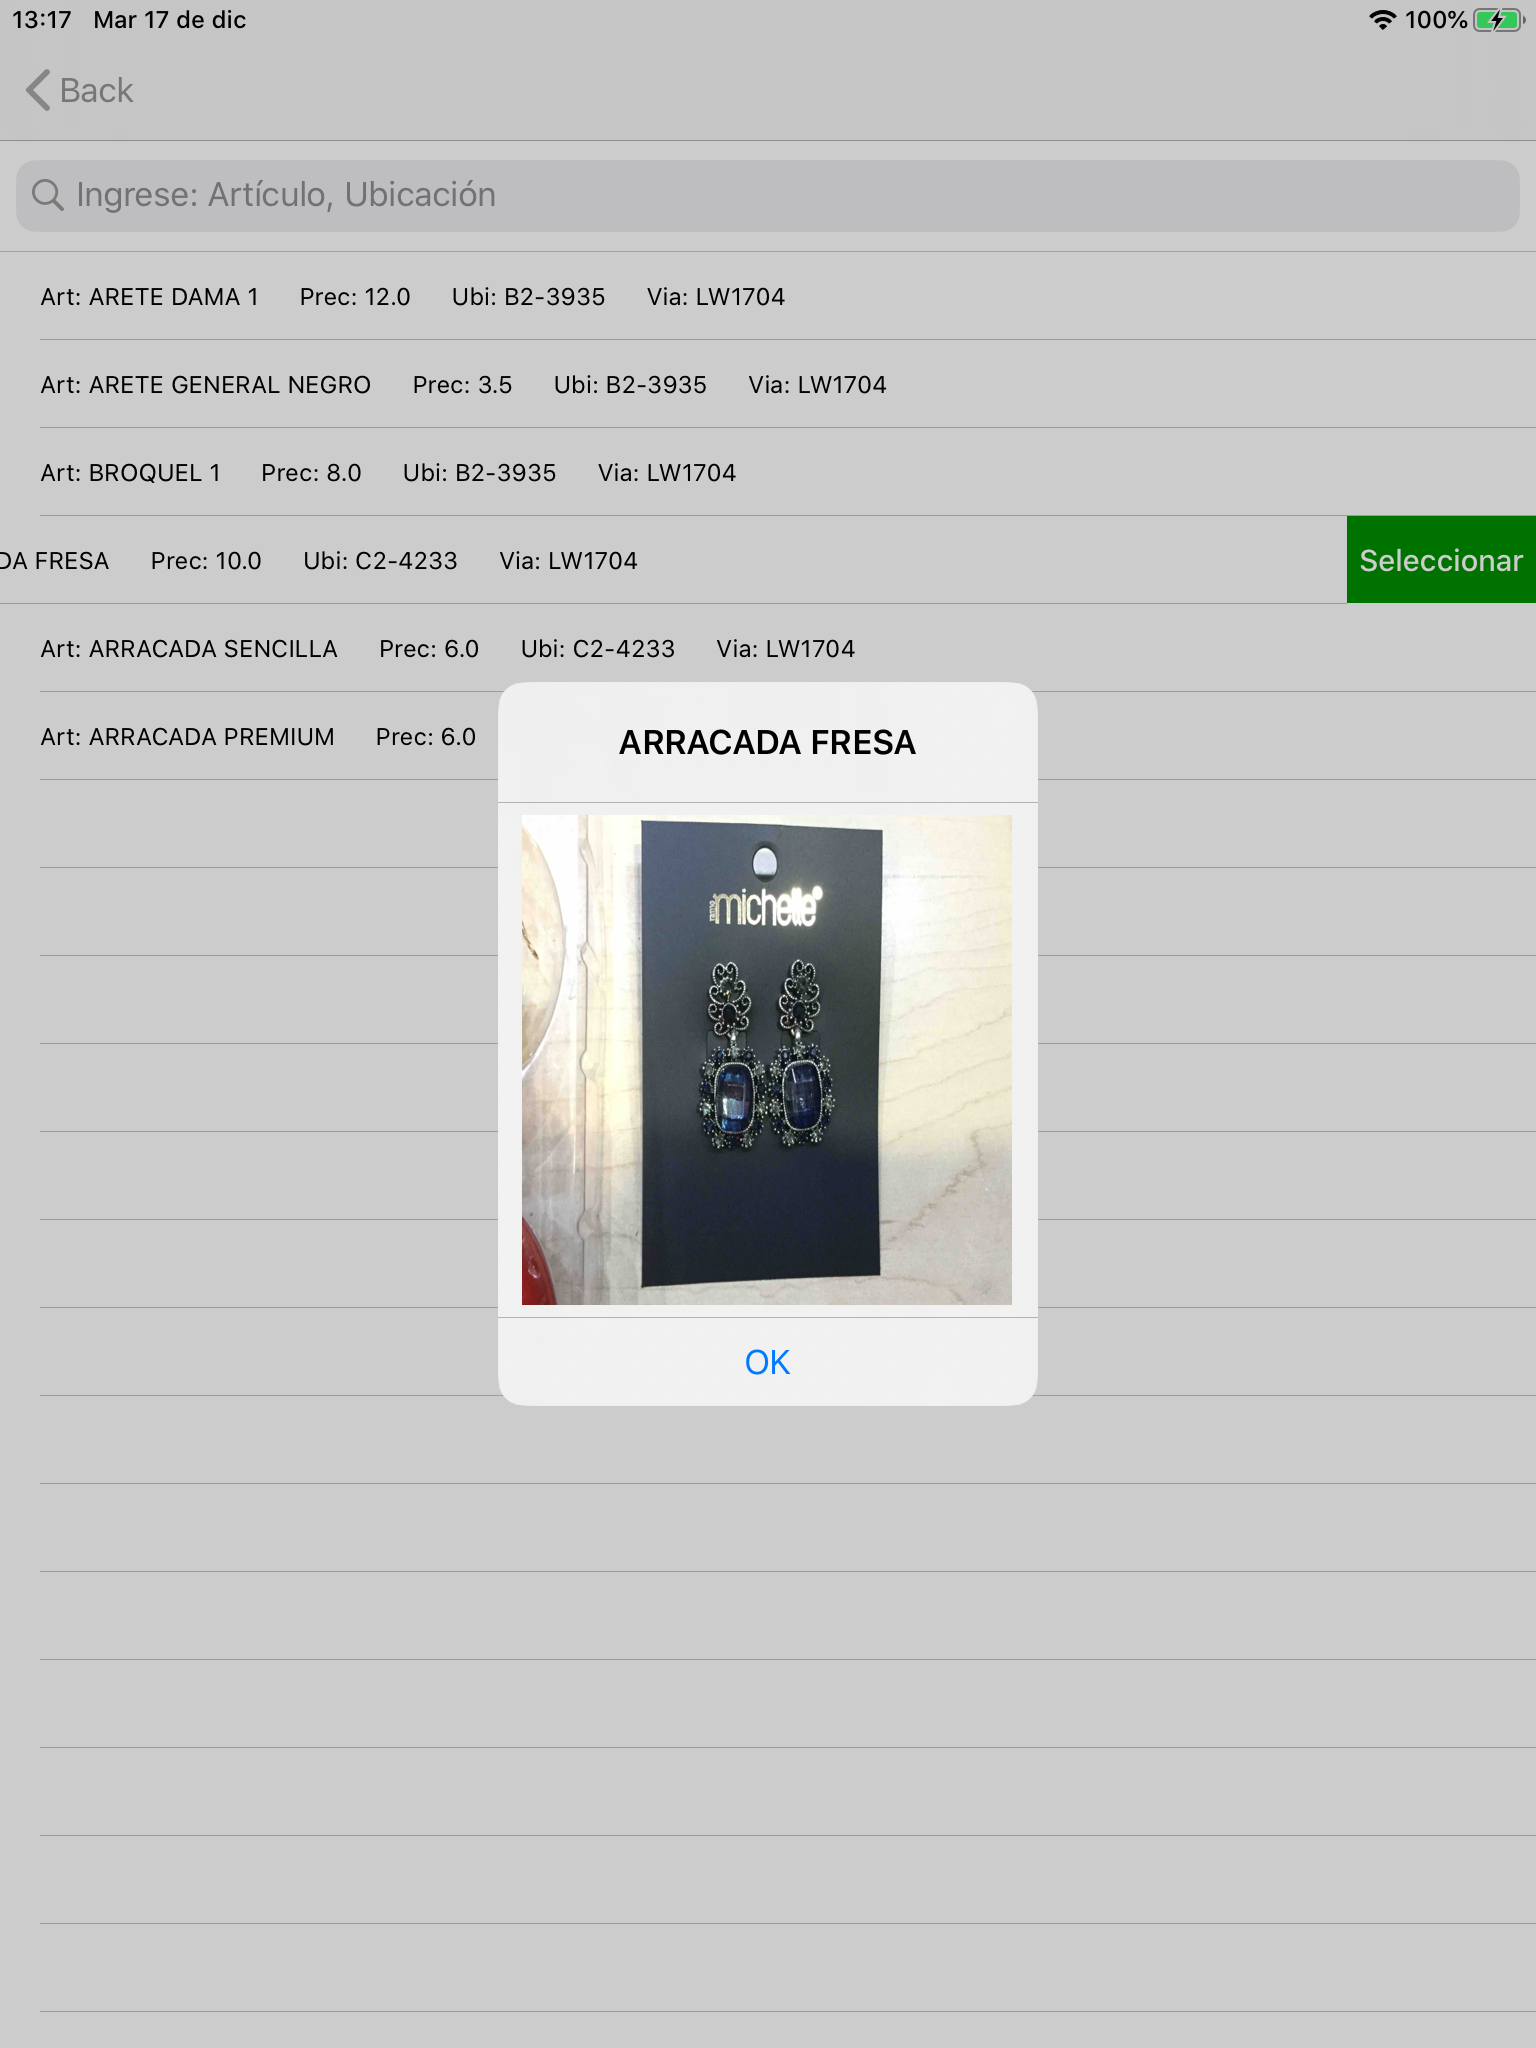 13:17 Mar 17 de dic 100%
Back
Ingrese: Artículo, Ubicación
Art: ARETE DAMA 1 Prec: 12.0 Ubi: B2-3935 Via: LW1704
Art: ARETE GENERAL NEGRO Prec: 3.5 Ubi: B2-3935 Via: LW1704
Art: BROQUEL 1 Prec: 8.0 Ubi: B2-3935 Via: LW1704
DA FRESA Prec: 10.0 Ubi: C2-4233 Via: LW1704 Seleccionar
Art: ARRACADA SENCILLA Prec: 6.0 Ubi: C2-4233 Via: LW1704
Art: ARRACADA PREMIUM Prec: 6.0
ARRACADA FRESA
michelle
OK